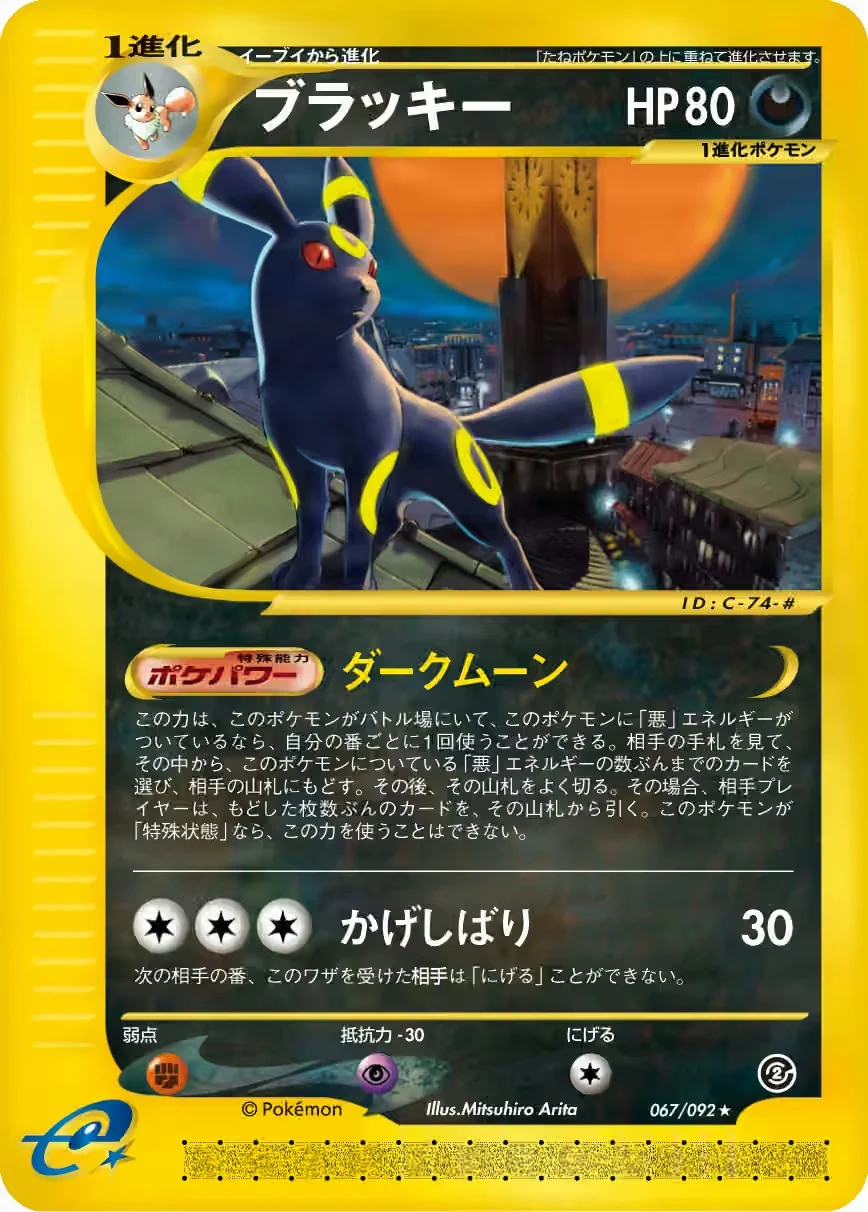 1進化
イーブイから進化
「たねポケモン」の上に重ねて進化させます。
ブラッキー
HP80
1進化ポケモン
ID:C-74-#
特殊能力
ポケパワー
ダークムーン
この力は、このポケモンがバトル場にいて、このポケモンに「悪」エネルギーが
ついているなら、自分の番ごとに1回使うことができる。相手の手札を見て、
その中から、このポケモンについている「悪」エネルギーの数ぶんまでのカードを
選び、相手の山札にもどす。その後、その山札をよく切る。その場合、相手プレ
イヤーは、もどした枚数ぶんのカードを、その山札から引く。このポケモンが
「特殊状態」なら、この力を使うことはできない。
かげしばり
30
次の相手の番、このワザを受けた相手は「にげる」ことができない。
弱点
抵抗力 -30
にげる
2
© Pokémon
Illus.Mitsuhiro Arita
067/092★
e